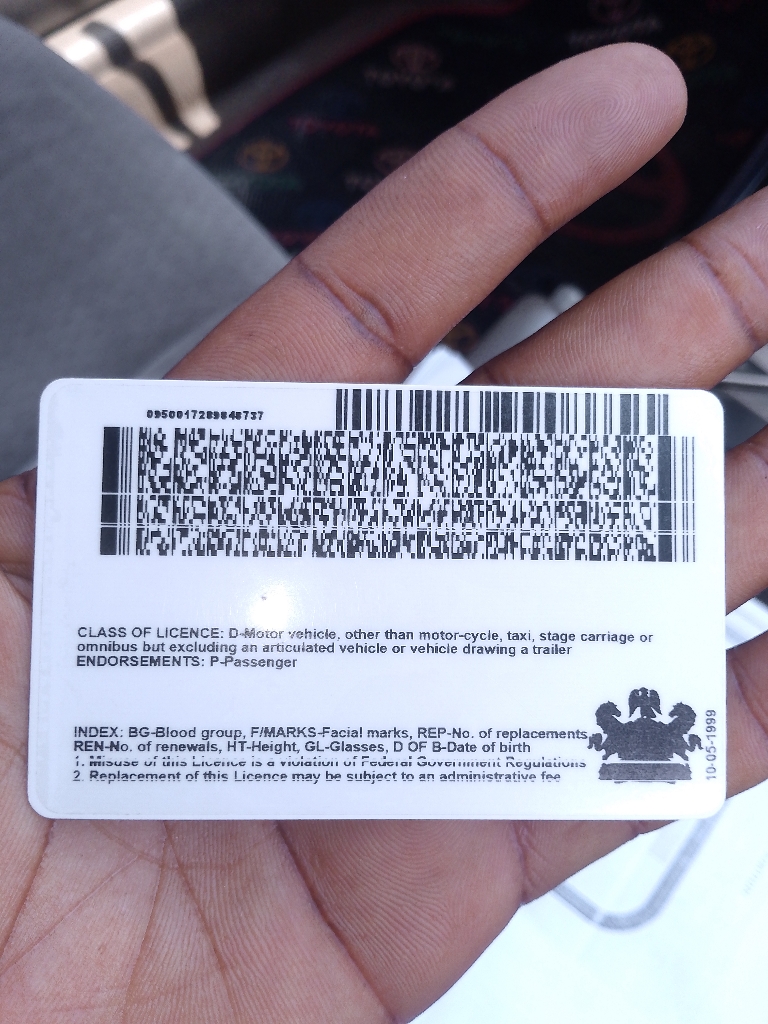 0950017289848737
CLASS OF LICENCE: D-Motor vehicle, other than motor-cycle, taxi, stage carriage or
omnibus but excluding an articulated vehicle or vehicle drawing a trailer
ENDORSEMENTS: P-Passenger
INDEX: BG-Blood group, F/MARKS-Facial marks, REP-No. of replacements,
REN-No. of renewals, HT-Height, GL-Glasses, D OF B-Date of birth
1. Misuse of this Licence is a violation of Federal Government Regulations
2. Replacement of this Licence may be subject to an administrative fee
10-05-1999